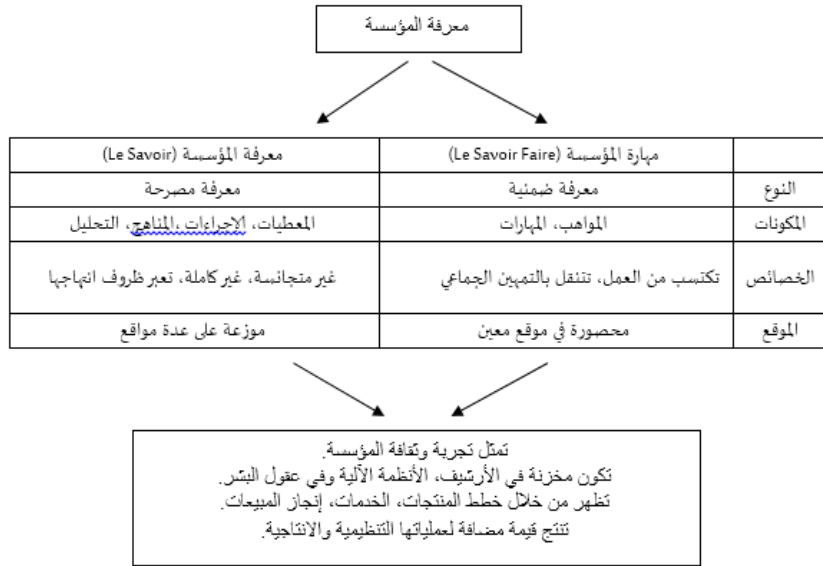 معرفة المؤسسة
مهارة المؤسسة (Le Savoir Faire) معرفة المؤسسة (Le Savoir)
النوع معرفة ضمنية معرفة مصرحة
المكونات المواهب، المهارات المعطيات، الاجراءات ،المناهج، التحليل
الخصائص تكتسب من العمل، تتنقل بالتمهين الجماعي غير متجانسة، غير كاملة، تعبر ظروف انتهاجها
الموقع محصورة في موقع معين موزعة على عدة مواقع
تمثل تجربة وثقافة المؤسسة.
تكون مخزنة في الأرشيف، الأنظمة الآلية وفي عقول البشر.
تظهر من خلال خطط المنتجات، الخدمات، إنجاز المبيعات.
تنتج قيمة مضافة لعملياتها التنظيمية والانتاجية.